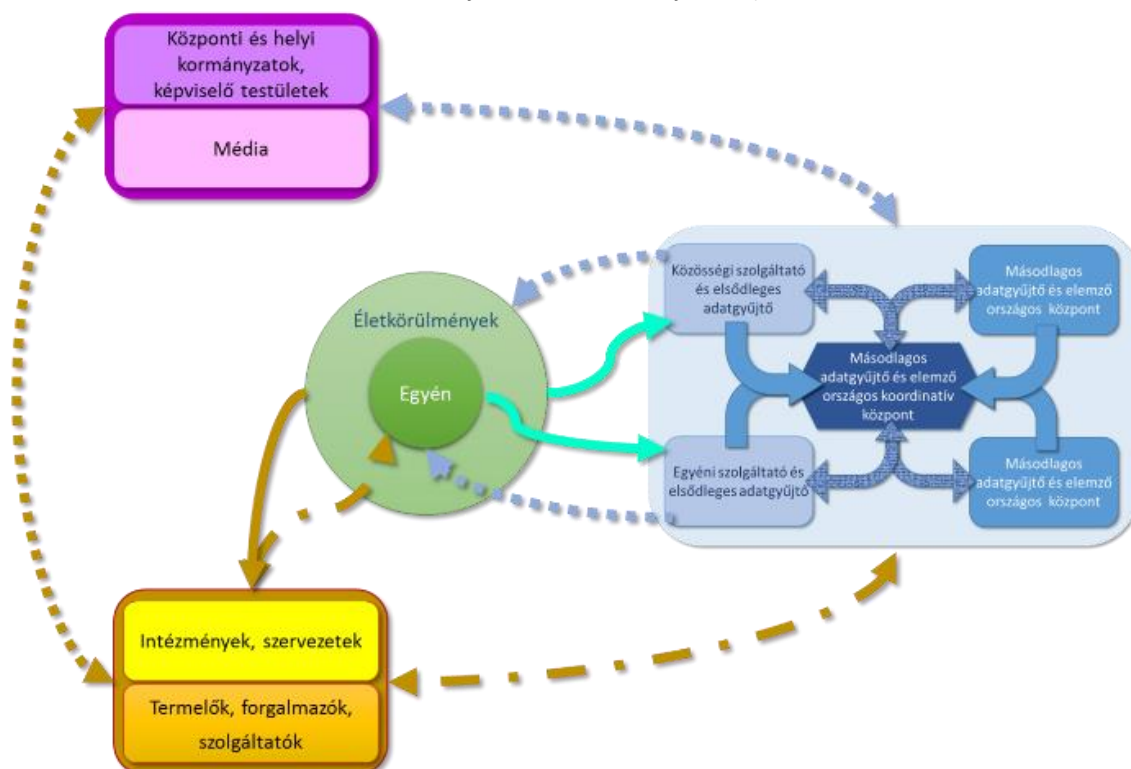 Központi és helyi
kormányzatok,
képviselő testületek
Média
Életkörülmények
Egyén
Közösségi szolgáltató
és elsődleges
adatgyűjtő
Másodlagos
adatgyűjtő és elemző
országos központ
Másodlagos
adatgyűjtő és elemző
országos koordinatív
központ
Egyéni szolgáltató és
elsődleges adatgyűjtő
Másodlagos
adatgyűjtő és elemző
országos központ
Intézmények, szervezetek
Termelők, forgalmazók,
szolgáltatók